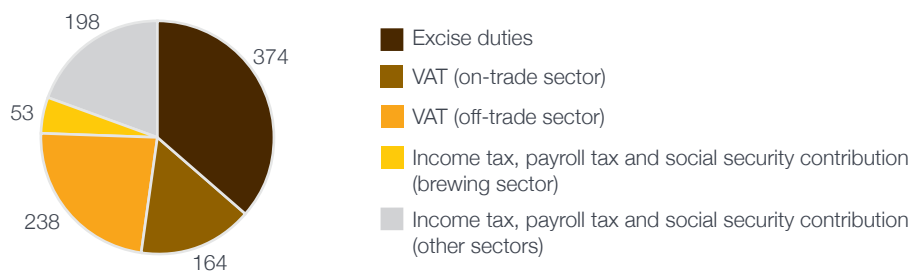 198
374
53
238
164
Excise duties
VAT (on-trade sector)
VAT (off-trade sector)
Income tax, payroll tax and social security contribution
(brewing sector)
Income tax, payroll tax and social security contribution
(other sectors)